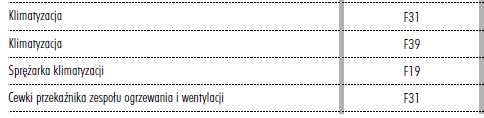 Klimatyzacja F31
Klimatyzacja F39
Sprężarka klimatyzacji F19
Cewki przekaźnika zespołu ogrzewania i wentylacji F31